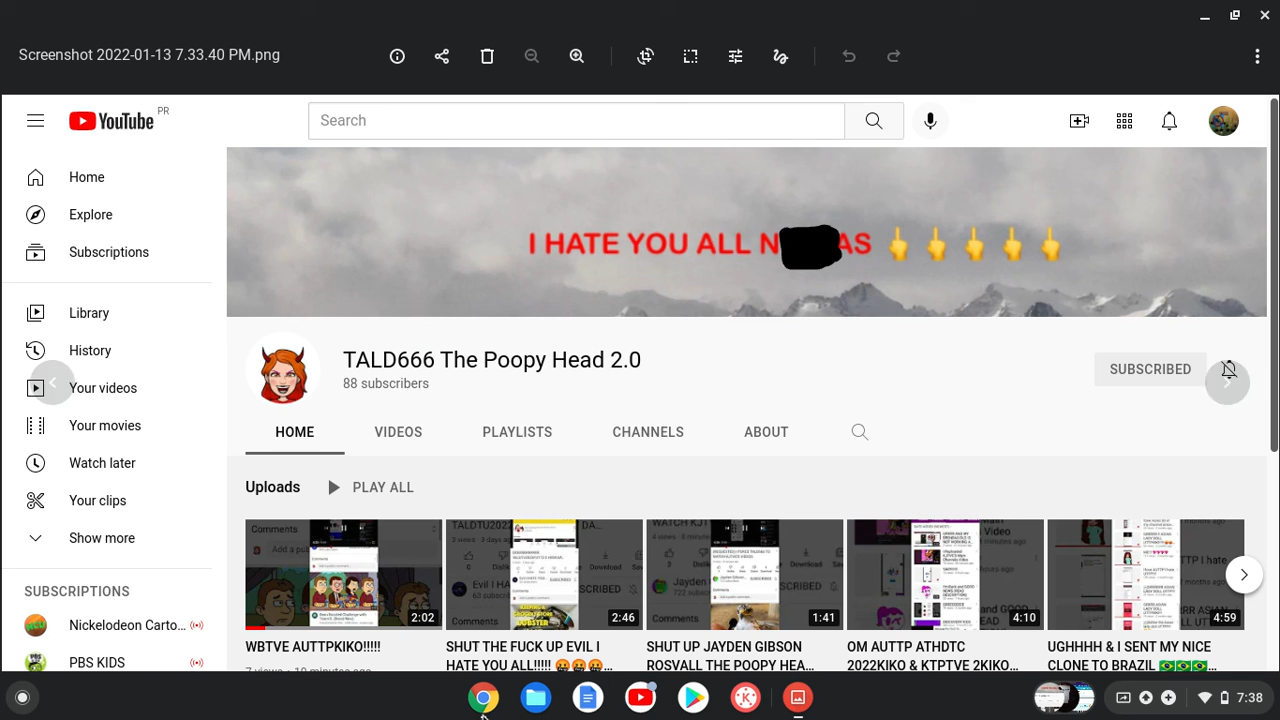 Screenshot 2022-01-13 7.33.40 PM.png
YouTube PR
Search
Home
Explore
Subscriptions
Library
History
Your videos
Your movies
Watch later
Your clips
Show more
SUBSCRIPTIONS
Nickelodeon Carto...
PBS KIDS
I HATE YOU ALL N AS 🖕 🖕 🖕 🖕 🖕
TALD666 The Poopy Head 2.0
88 subscribers
SUBSCRIBED
HOME VIDEOS PLAYLISTS CHANNELS ABOUT
Uploads PLAY ALL
2:02 2:46 1:41 4:10 4:59
WBTVE AUTTPKIKO!!!!!
7 views • 10 minutes ago
SHUT THE FUCK UP EVIL I
HATE YOU ALL!!!!! 🤬🤬🤬...
SHUT UP JAYDEN GIBSON
ROSVALL THE POOPY HEA...
OM AUTTP ATHDTC
2022KIKO & KTPTVE 2KIKO...
UGHHHH & I SENT MY NICE
CLONE TO BRAZIL 🇧🇷🇧🇷🇧🇷...
7:38